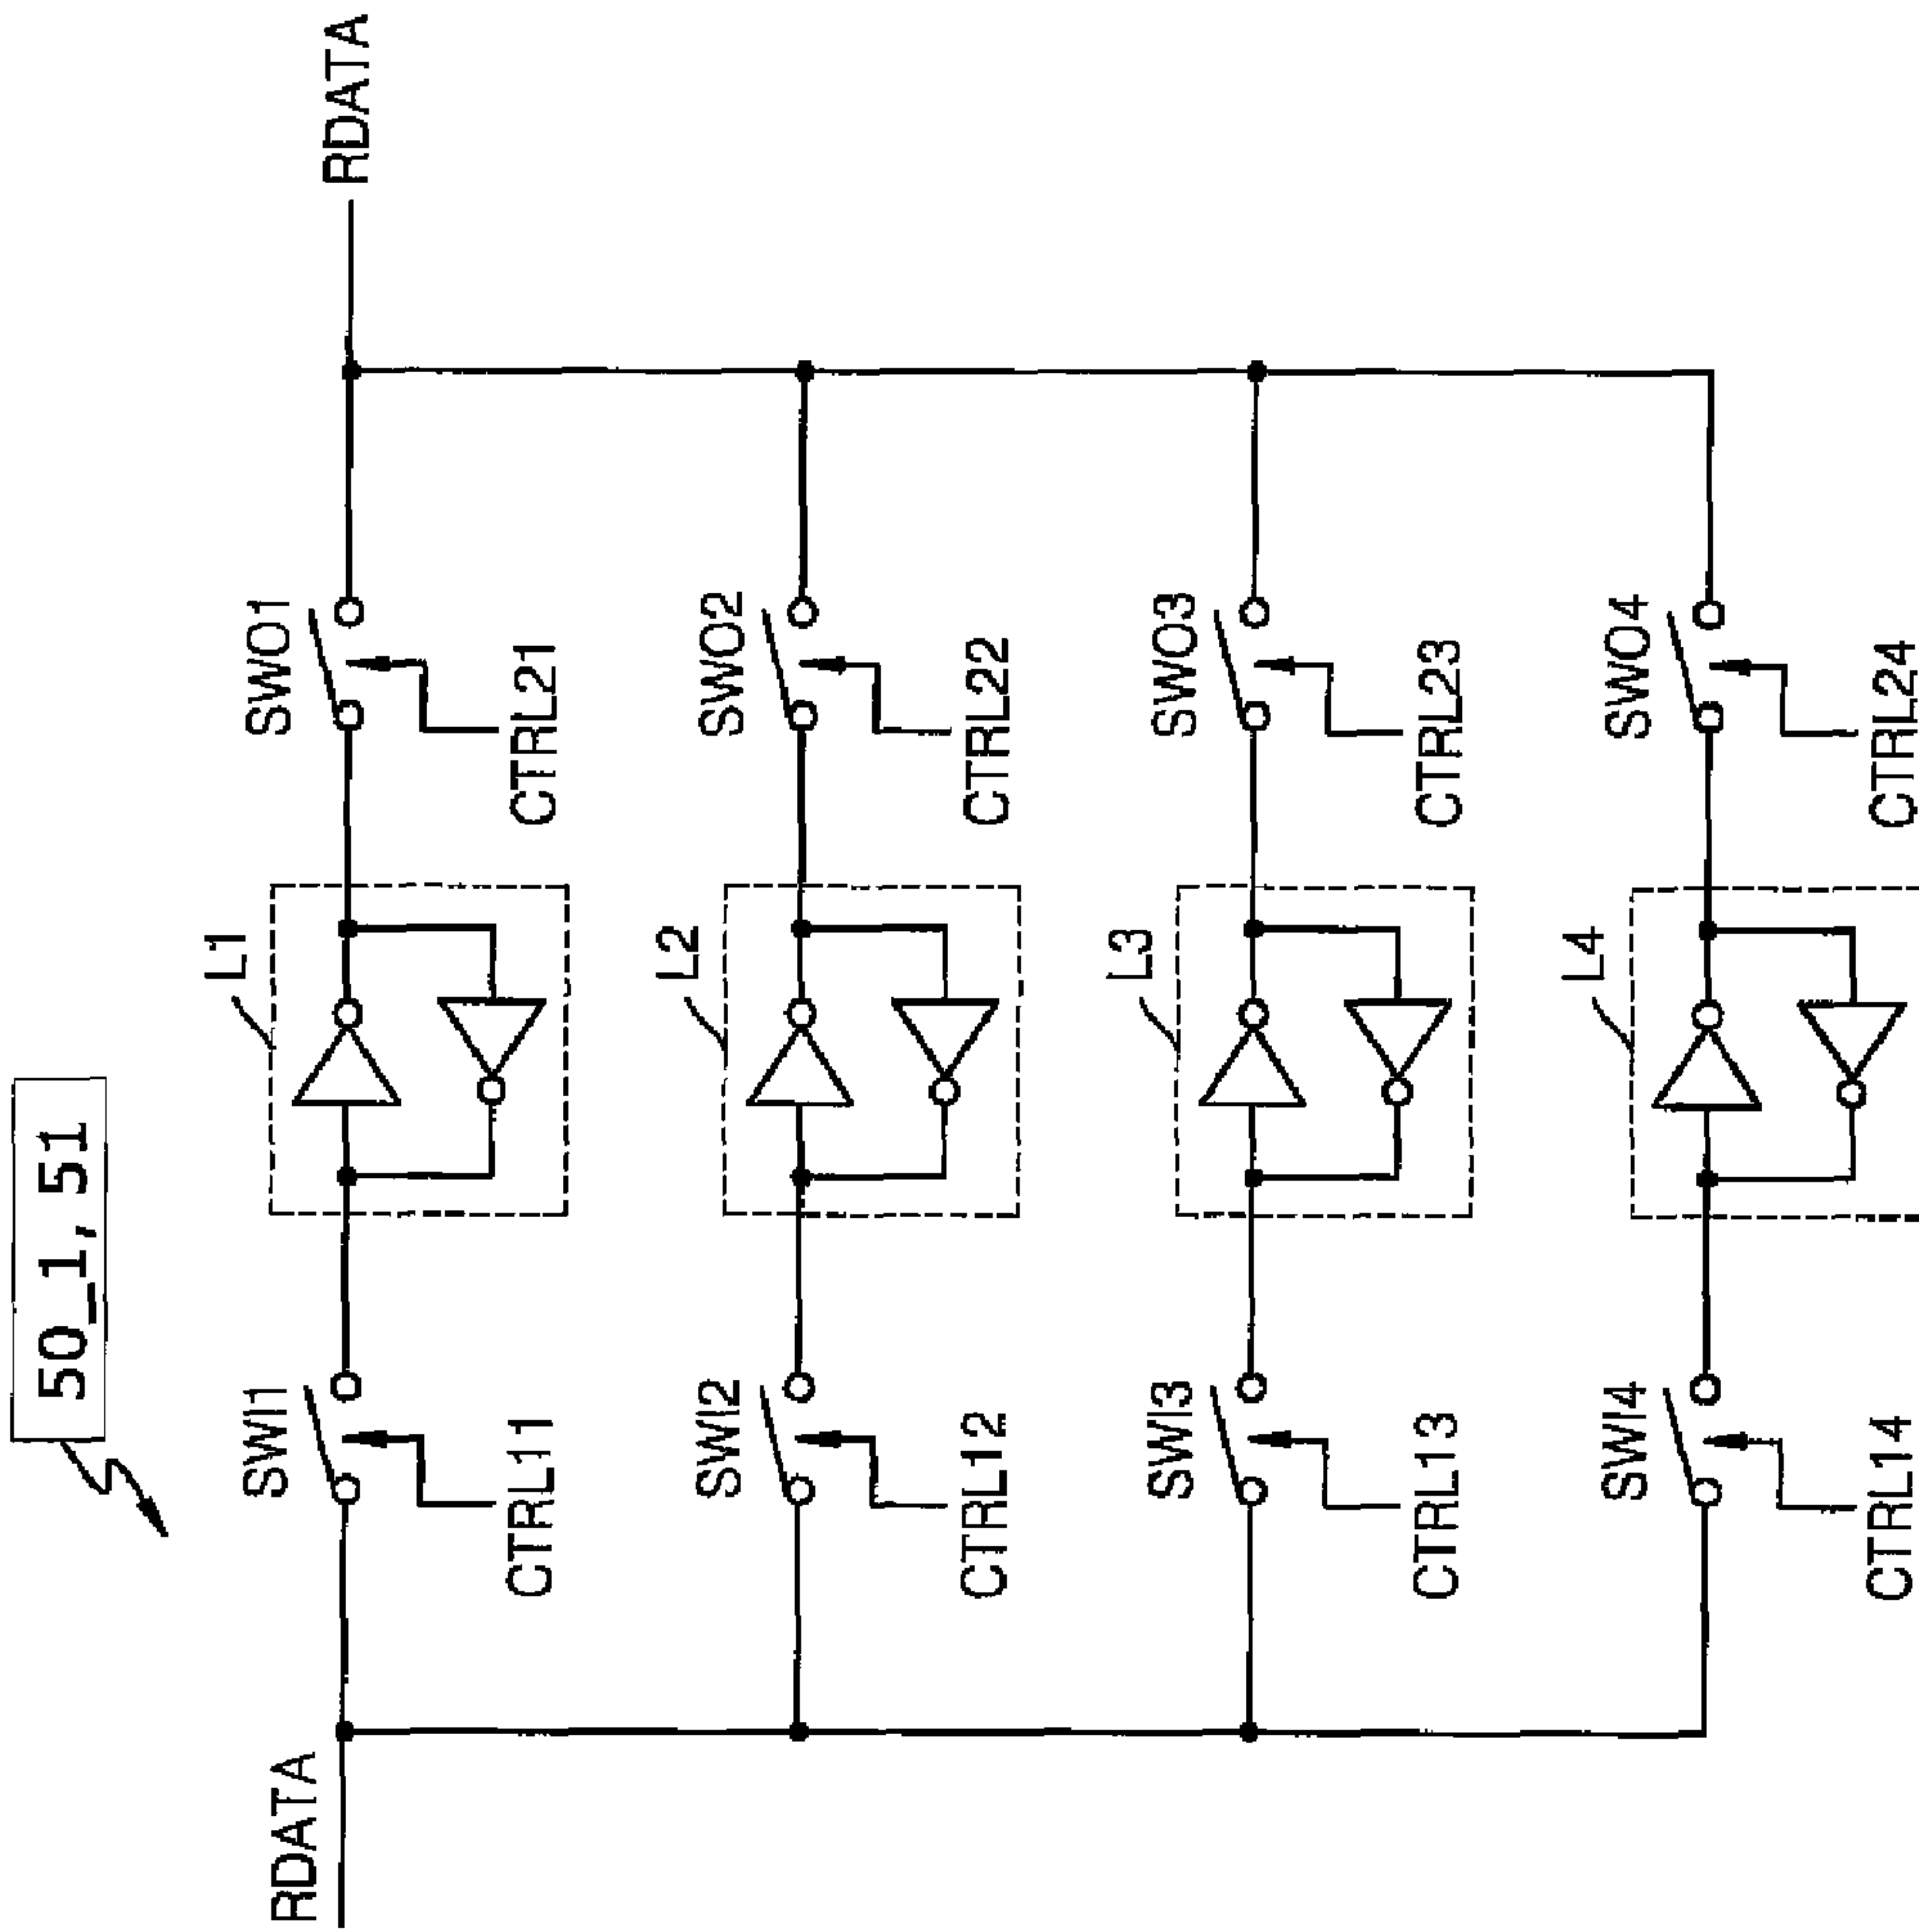 50_1, 51
RDATA
SWI1
CTRL11
L1
SWO1
CTRL21
RDATA
SWI2
CTRL12
L2
SWO2
CTRL22
SWI3
CTRL13
L3
SWO3
CTRL23
SWI4
CTRL14
L4
SWO4
CTRL24